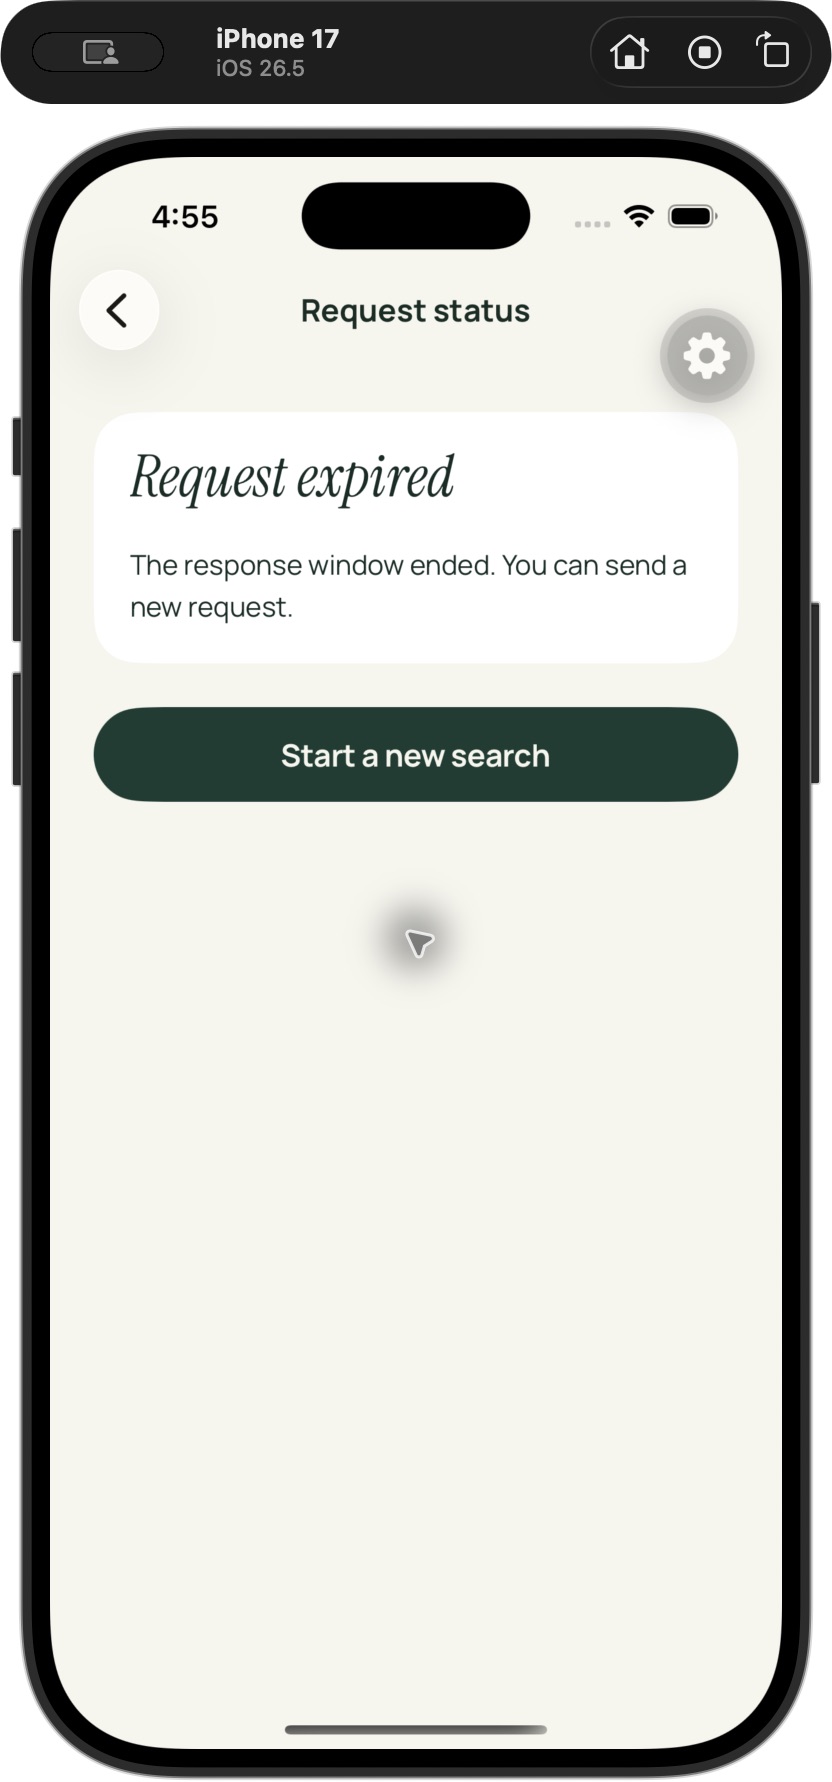 iPhone 17
iOS 26.5
4:55
Request status
Request expired
The response window ended. You can send a
new request.
Start a new search